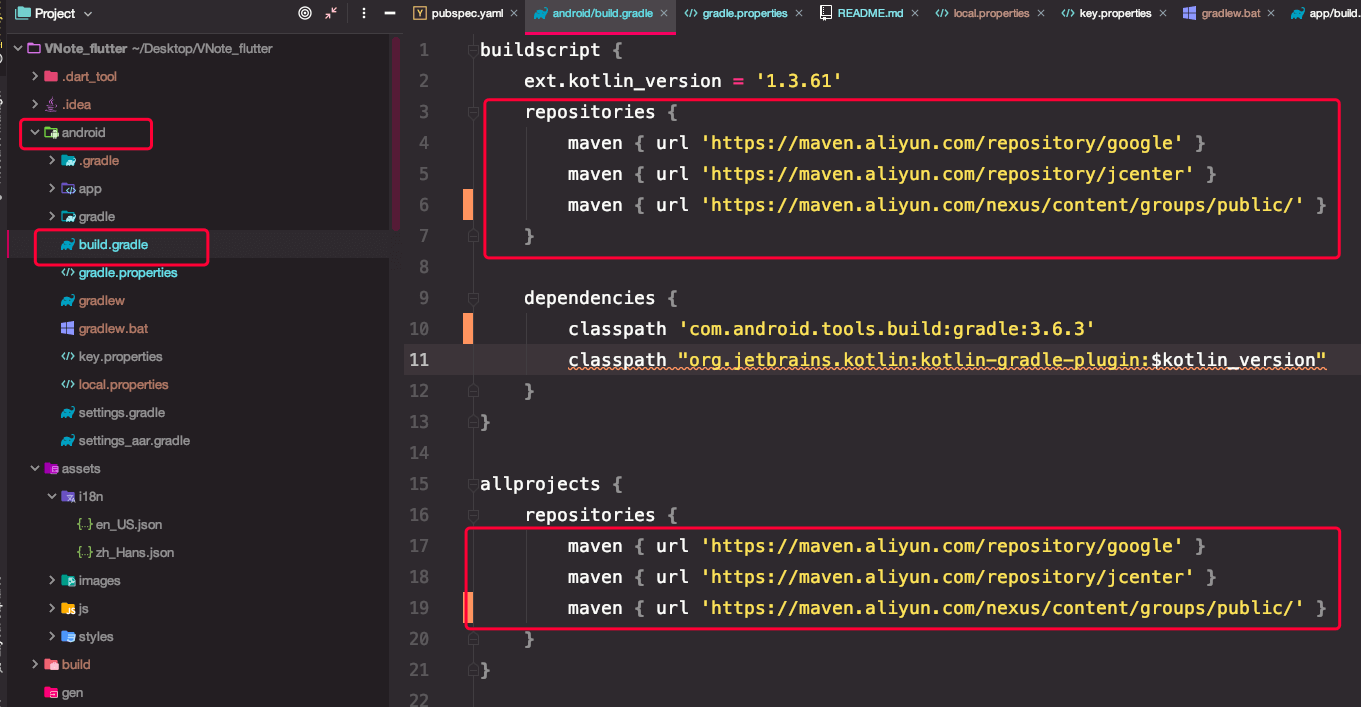 Project
pubspec.yaml
android/build.gradle
gradle.properties
README.md
local.properties
key.properties
gradlew.bat
app/build.
VNote_flutter ~/Desktop/VNote_flutter
.dart_tool
.idea
android
.gradle
app
gradle
build.gradle
gradle.properties
gradlew
gradlew.bat
key.properties
local.properties
settings.gradle
settings_aar.gradle
assets
i18n
en_US.json
zh_Hans.json
images
js
styles
build
gen
1 buildscript {
2 ext.kotlin_version = '1.3.61'
3 repositories {
4 maven { url 'https://maven.aliyun.com/repository/google' }
5 maven { url 'https://maven.aliyun.com/repository/jcenter' }
6 maven { url 'https://maven.aliyun.com/nexus/content/groups/public/' }
7 }
8
9 dependencies {
10 classpath 'com.android.tools.build:gradle:3.6.3'
11 classpath "org.jetbrains.kotlin:kotlin-gradle-plugin:$kotlin_version"
12 }
13 }
14
15 allprojects {
16 repositories {
17 maven { url 'https://maven.aliyun.com/repository/google' }
18 maven { url 'https://maven.aliyun.com/repository/jcenter' }
19 maven { url 'https://maven.aliyun.com/nexus/content/groups/public/' }
20 }
21 }
22